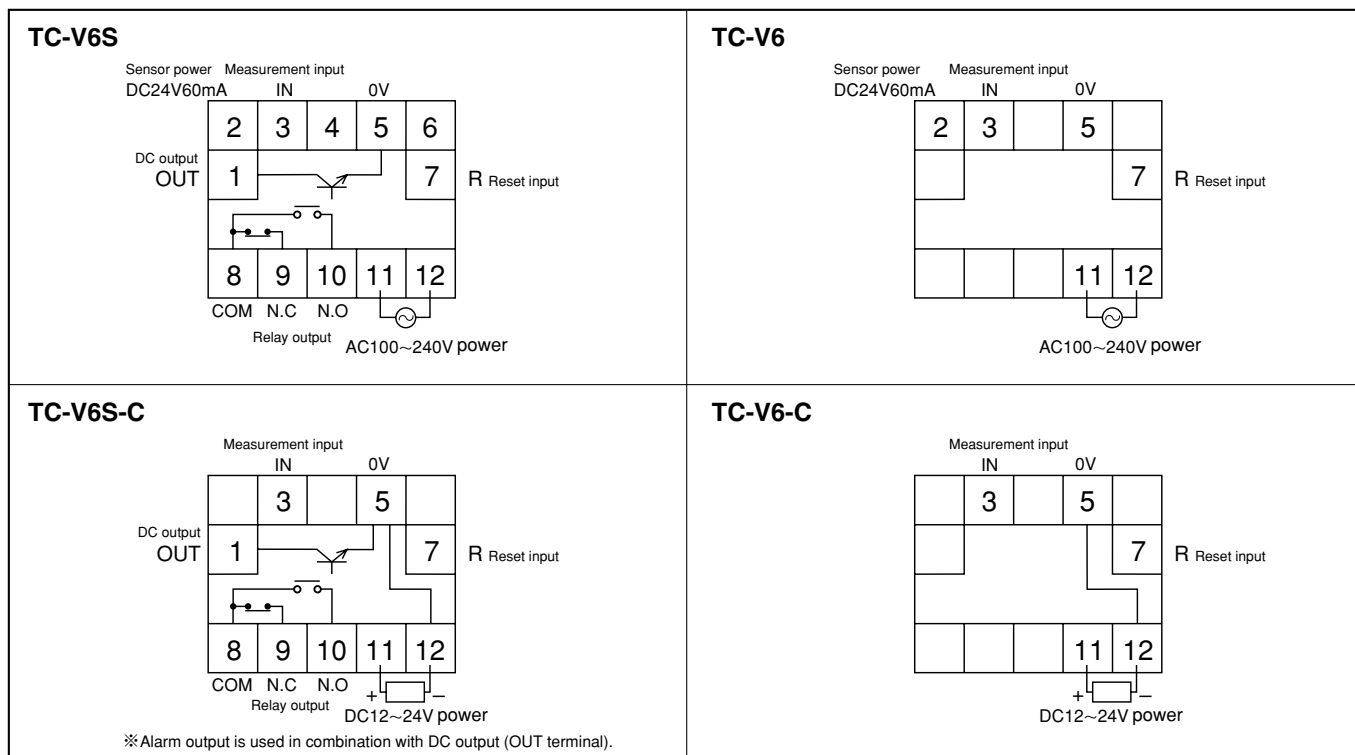 TC-V6S
Sensor power Measurement input
DC24V60mA IN 0V
2 3 4 5 6
DC output
OUT 1 7 R Reset input
8 9 10 11 12
COM N.C N.O
Relay output AC100~240V power
TC-V6
Sensor power Measurement input
DC24V60mA IN 0V
2 3 5
7 R Reset input
11 12
AC100~240V power
TC-V6S-C
Measurement input
IN 0V
3 5
DC output
OUT 1 7 R Reset input
8 9 10 11 12
COM N.C N.O + −
Relay output DC12~24V power
※Alarm output is used in combination with DC output (OUT terminal).
TC-V6-C
Measurement input
IN 0V
3 5
7 R Reset input
11 12
+ −
DC12~24V power